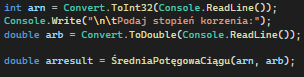 int arn = Convert.ToInt32(Console.ReadLine());
Console.Write("\n\tPodaj stopień korzenia:");
double arb = Convert.ToDouble(Console.ReadLine());
double arresult = ŚredniaPotęgowaCiągu(arn, arb);